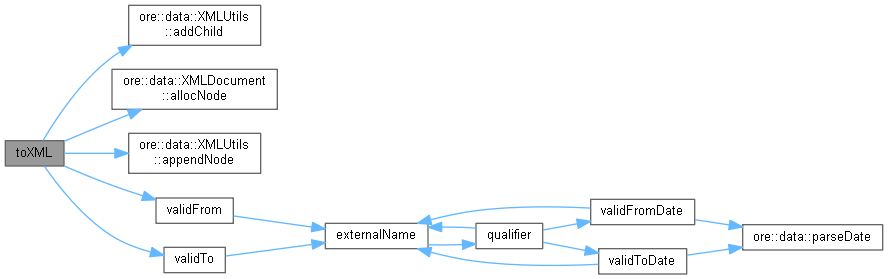 ore::data::XMLUtils
::addChild
ore::data::XMLDocument
::allocNode
toXML
ore::data::XMLUtils
::appendNode
validFrom
validTo
externalName
qualifier
validFromDate
validToDate
ore::data::parseDate